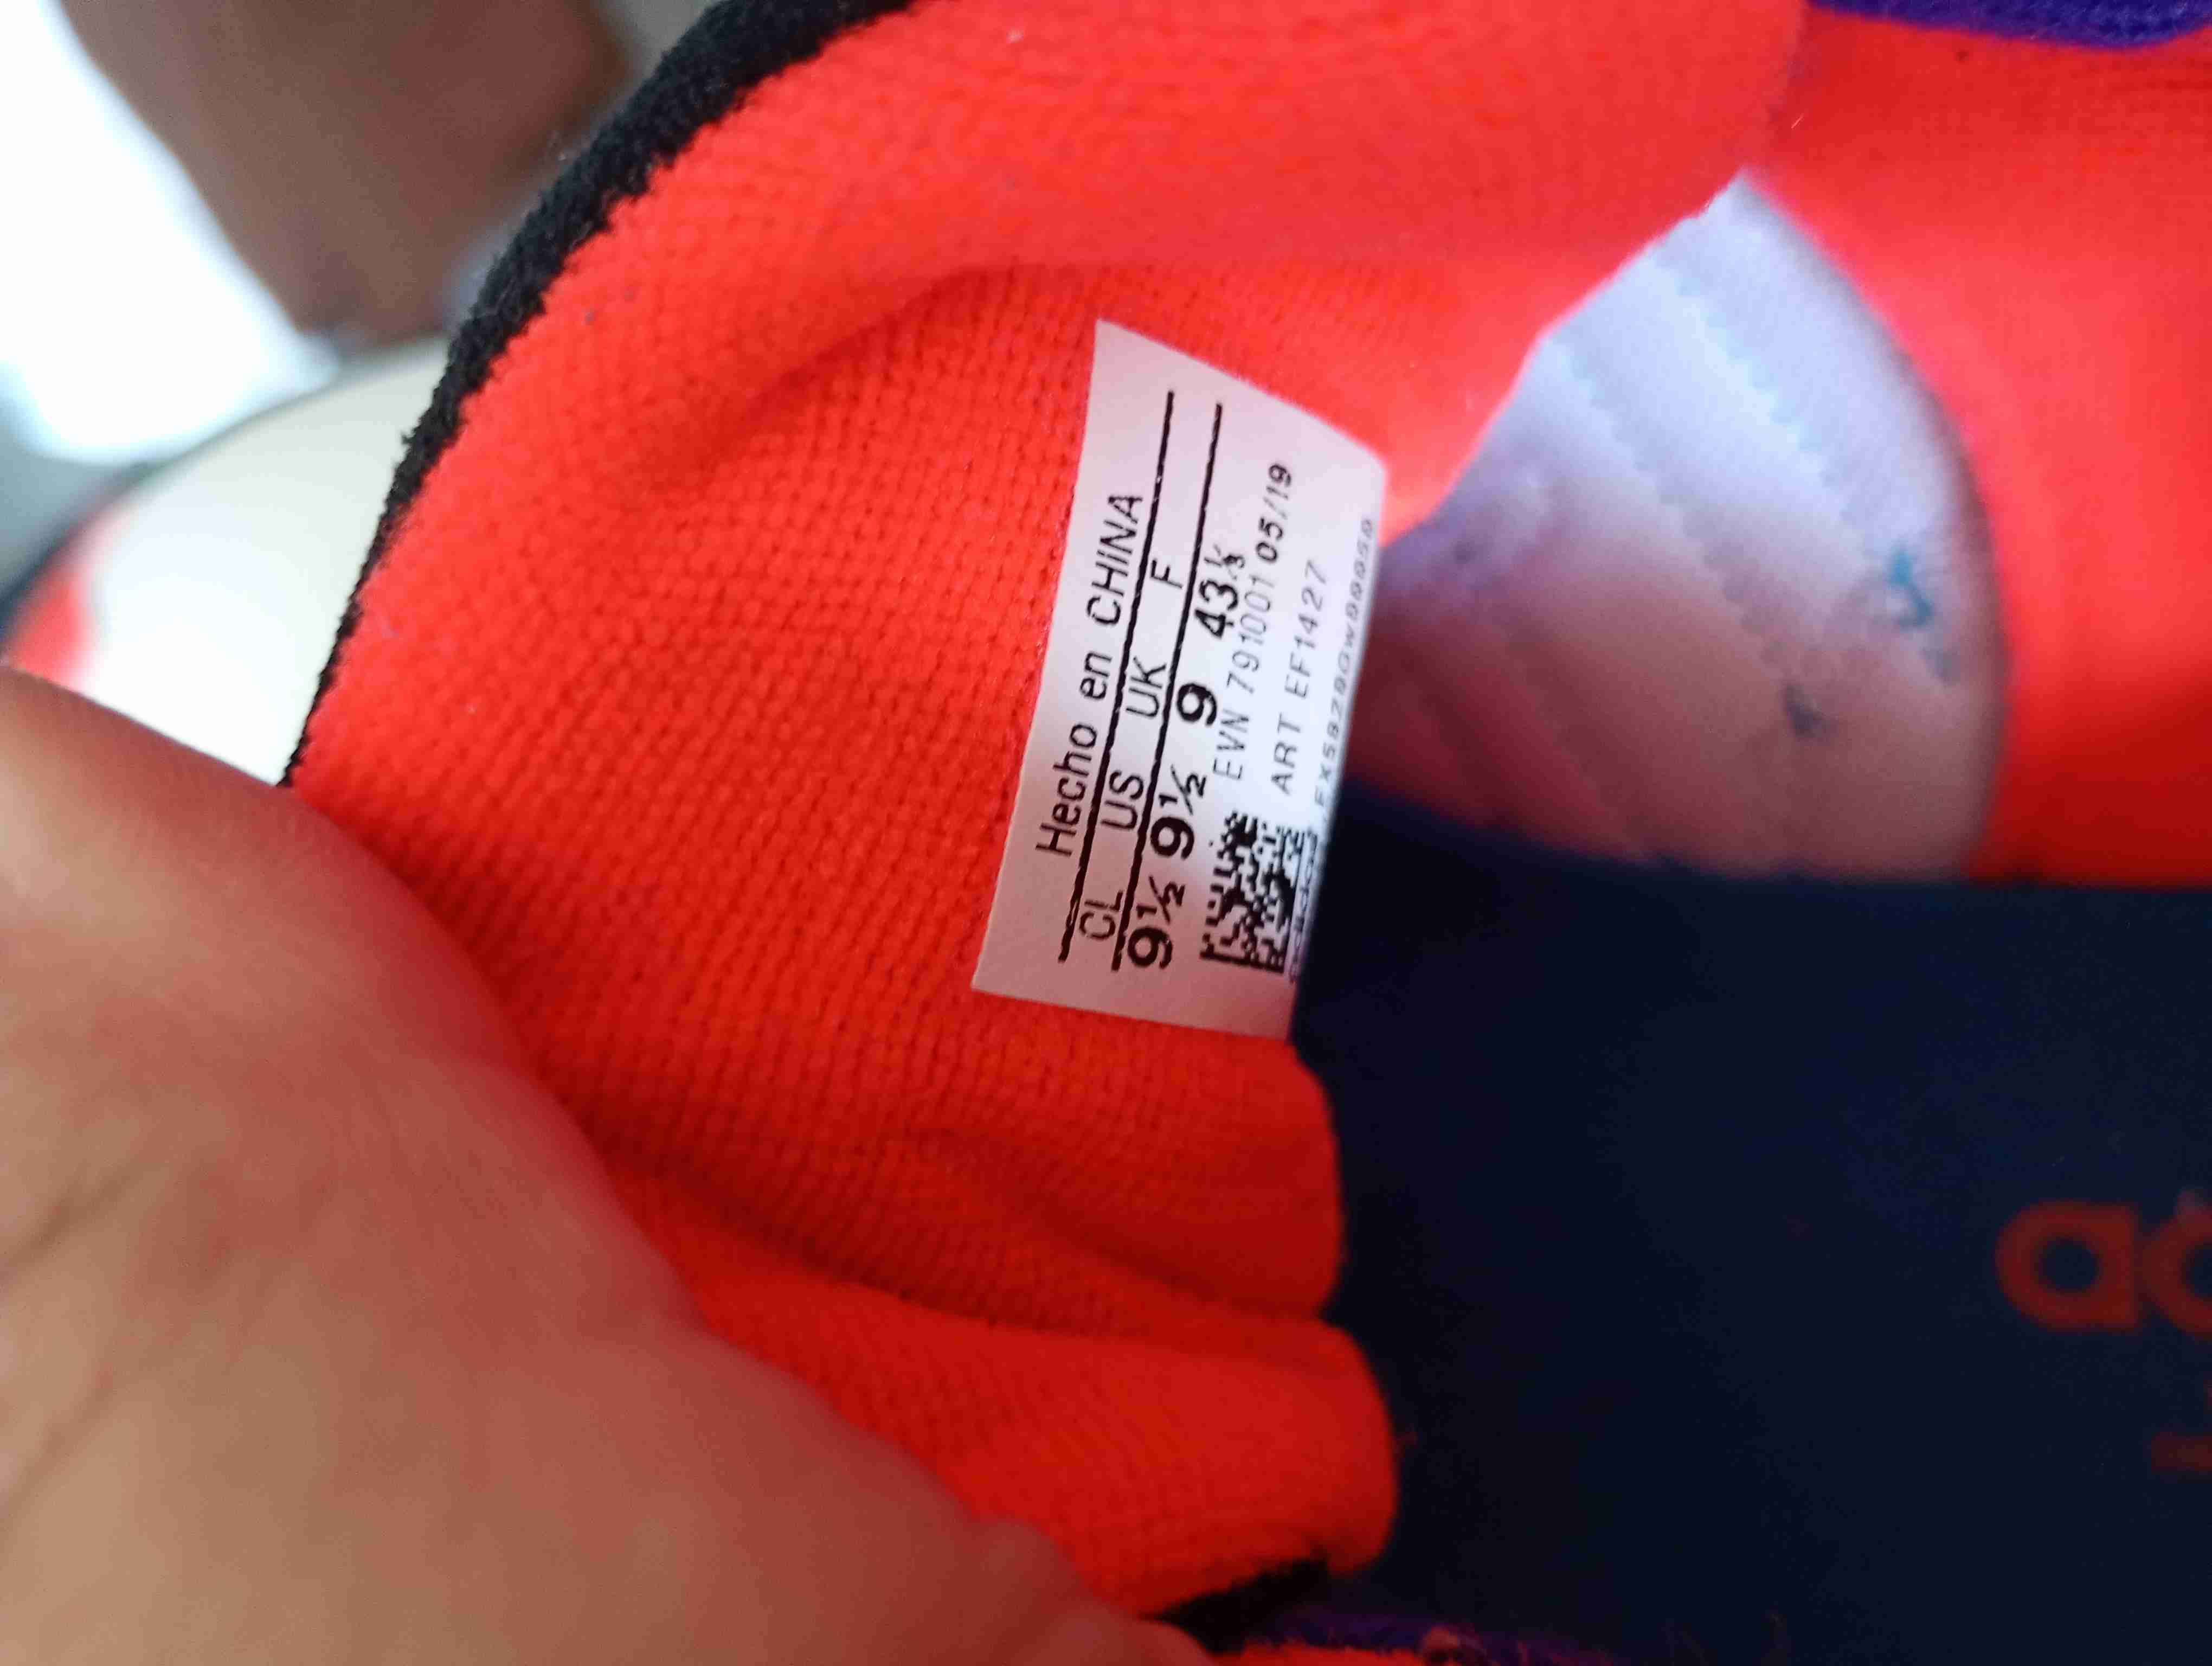 Hecho en CHINA
CL US UK F
9½ 9½ 9 43⅓
EVN 791001 05/19
ART EF1427